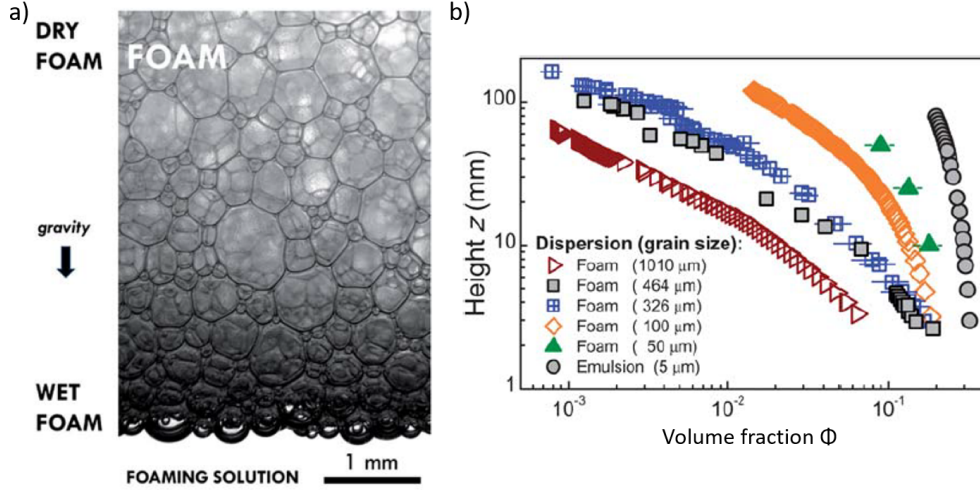 a)
DRY
FOAM
FOAM
gravity
WET
FOAM
FOAMING SOLUTION
1 mm
b)
Height z (mm)
100
10
1
Dispersion (grain size):
Foam (1010 μm)
Foam ( 464 μm)
Foam ( 326 μm)
Foam ( 100 μm)
Foam ( 50 μm)
Emulsion (5 μm)
10-3
10-2
10-1
Volume fraction Φ